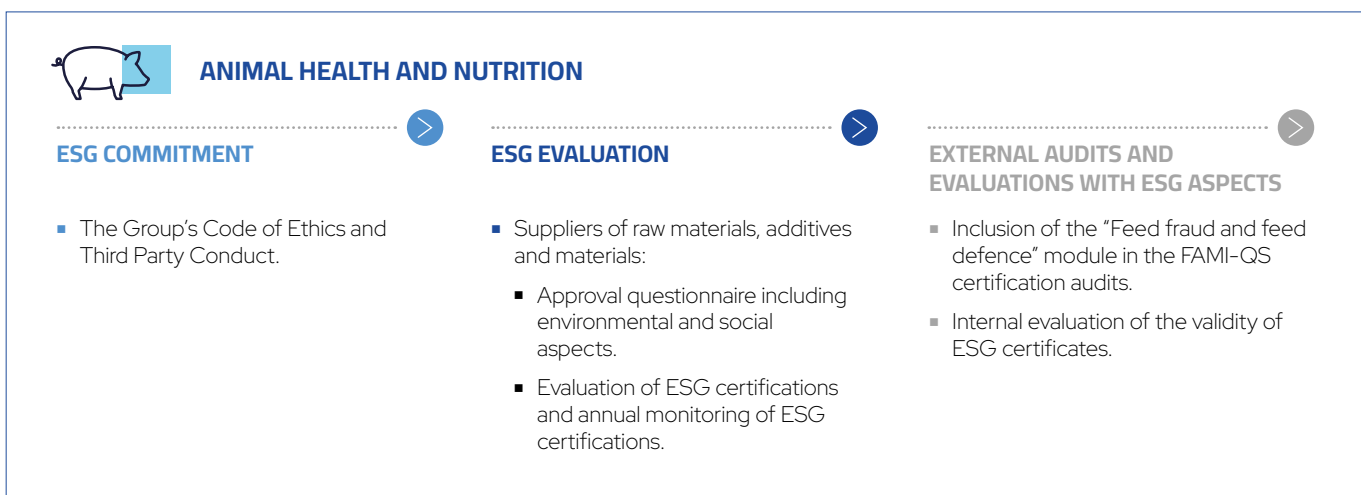 ANIMAL HEALTH AND NUTRITION
ESG COMMITMENT
▪ The Group’s Code of Ethics and
Third Party Conduct.
ESG EVALUATION
▪ Suppliers of raw materials, additives
and materials:
▪ Approval questionnaire including
environmental and social
aspects.
▪ Evaluation of ESG certifications
and annual monitoring of ESG
certifications.
EXTERNAL AUDITS AND
EVALUATIONS WITH ESG ASPECTS
▪ Inclusion of the “Feed fraud and feed
defence” module in the FAMI-QS
certification audits.
▪ Internal evaluation of the validity of
ESG certificates.